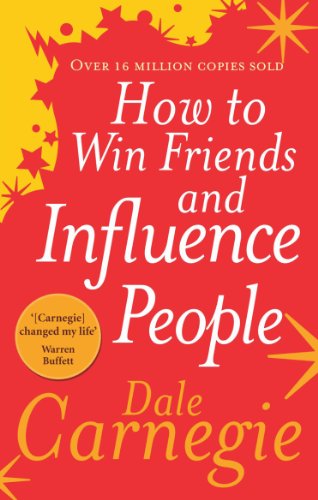 OVER 16 MILLION COPIES SOLD
How to
Win Friends
and
Influence
People
‘[Carnegie]
changed my life’
Warren
Buffett
Dale
Carnegie